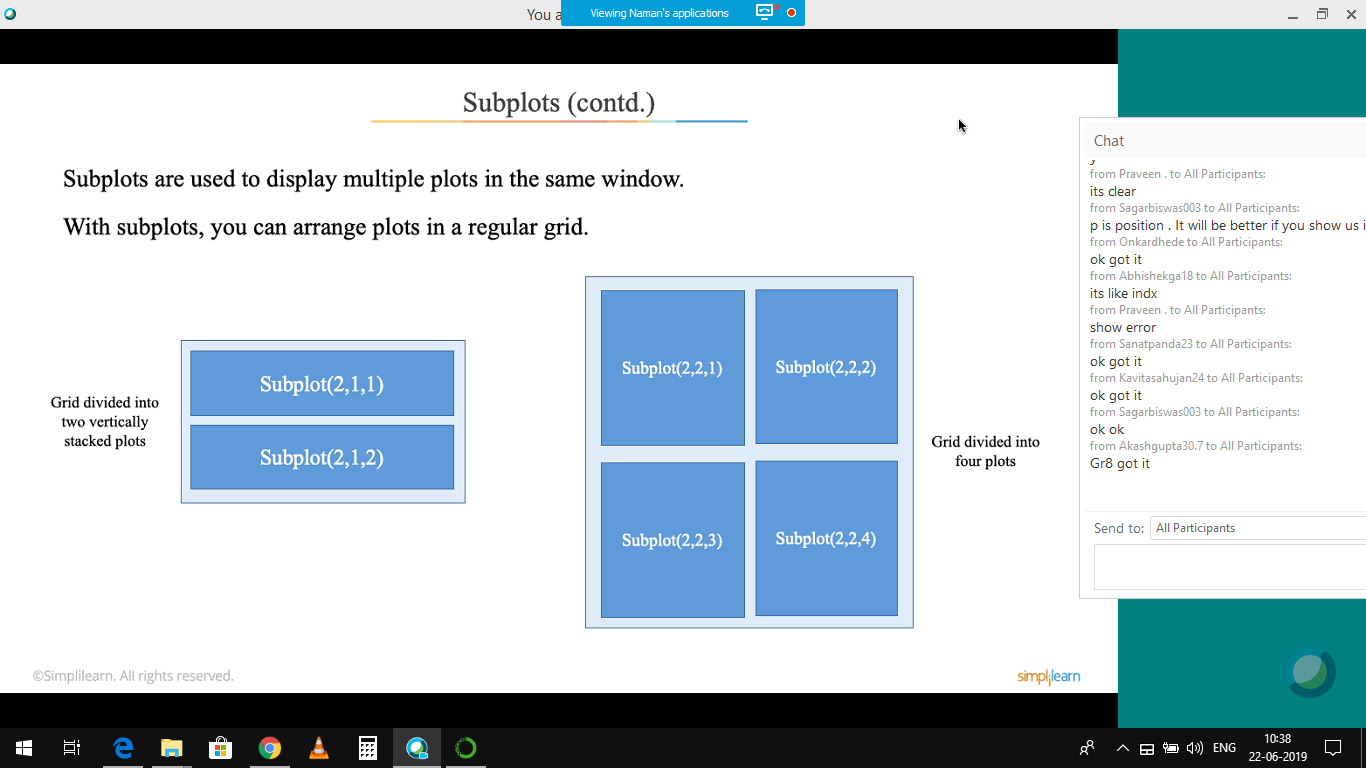 You a
Viewing Naman's applications
Subplots (contd.)
Subplots are used to display multiple plots in the same window.
With subplots, you can arrange plots in a regular grid.
Grid divided into
two vertically
stacked plots
Subplot(2,1,1)
Subplot(2,1,2)
Subplot(2,2,1)
Subplot(2,2,2)
Subplot(2,2,3)
Subplot(2,2,4)
Grid divided into
four plots
©Simplilearn. All rights reserved.
simplilearn
Chat
from Praveen . to All Participants:
its clear
from Sagarbiswas003 to All Participants:
p is position . It will be better if you show us i
from Onkardhede to All Participants:
ok got it
from Abhishekga18 to All Participants:
its like indx
from Praveen . to All Participants:
show error
from Sanatpanda23 to All Participants:
ok got it
from Kavitasahujan24 to All Participants:
ok got it
from Sagarbiswas003 to All Participants:
ok ok
from Akashgupta30.7 to All Participants:
Gr8 got it
Send to: All Participants
ENG
10:38
22-06-2019